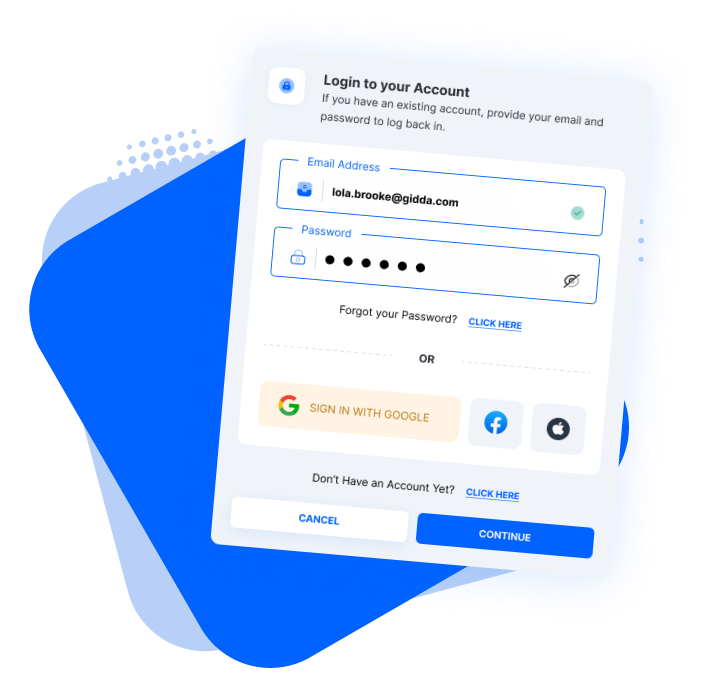 Login to your Account
If you have an existing account, provide your email and
password to log back in.
Email Address
lola.brooke@gidda.com
Password
Forgot your Password? CLICK HERE
OR
SIGN IN WITH GOOGLE
Don't Have an Account Yet? CLICK HERE
CANCEL CONTINUE